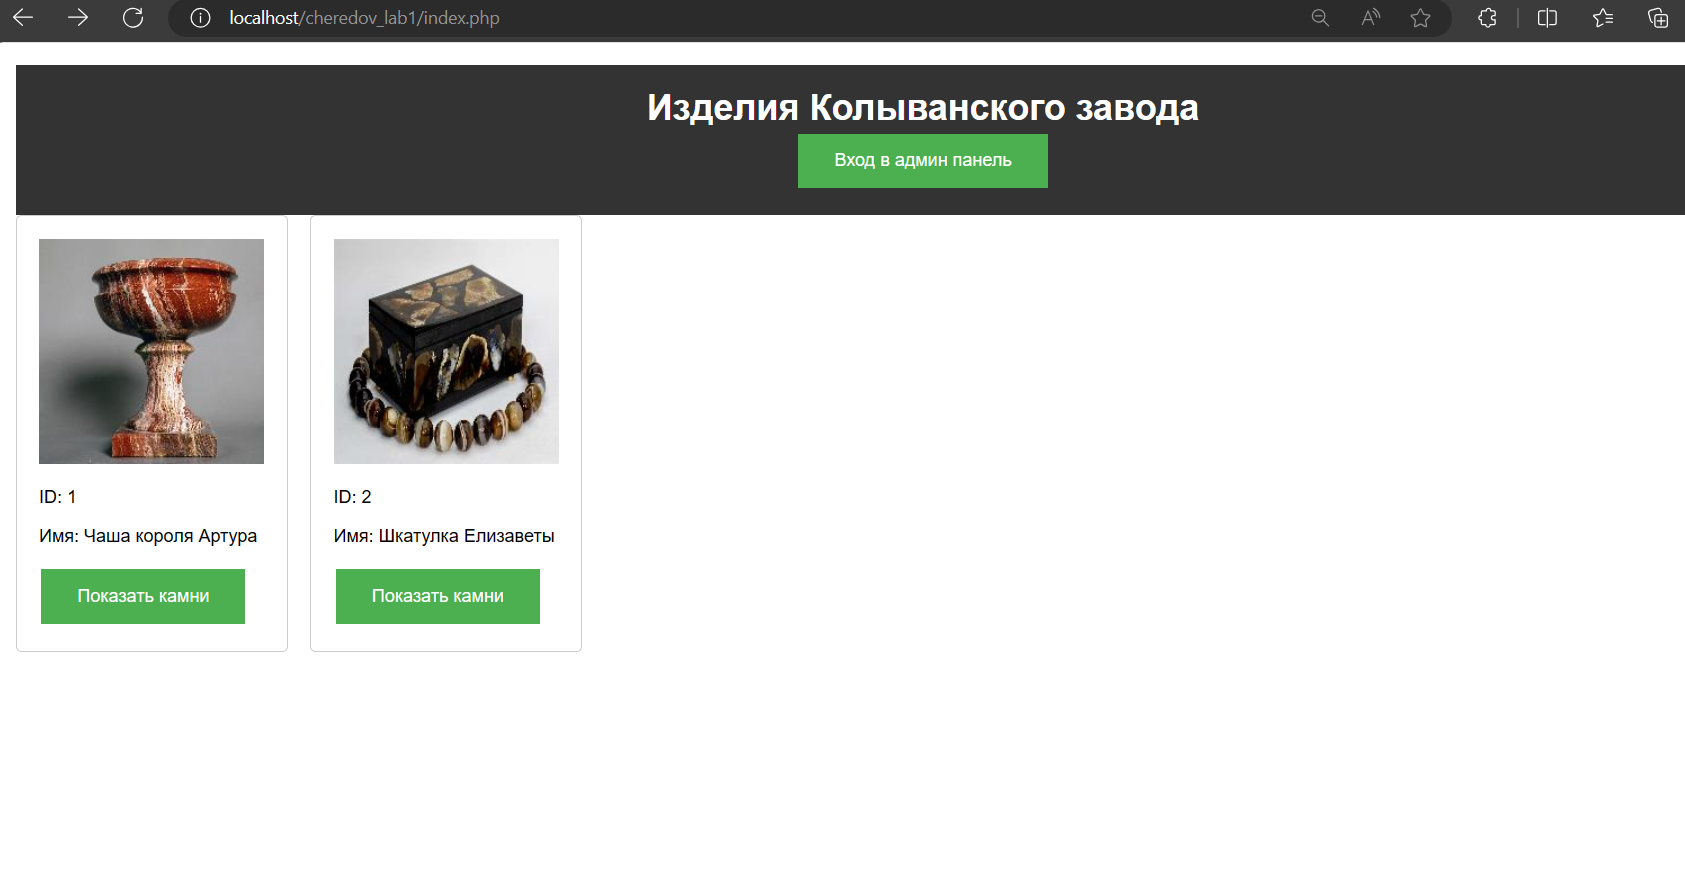 localhost/cheredov_lab1/index.php
Изделия Колыванского завода
Вход в админ панель
ID: 1
Имя: Чаша короля Артура
Показать камни
ID: 2
Имя: Шкатулка Елизаветы
Показать камни